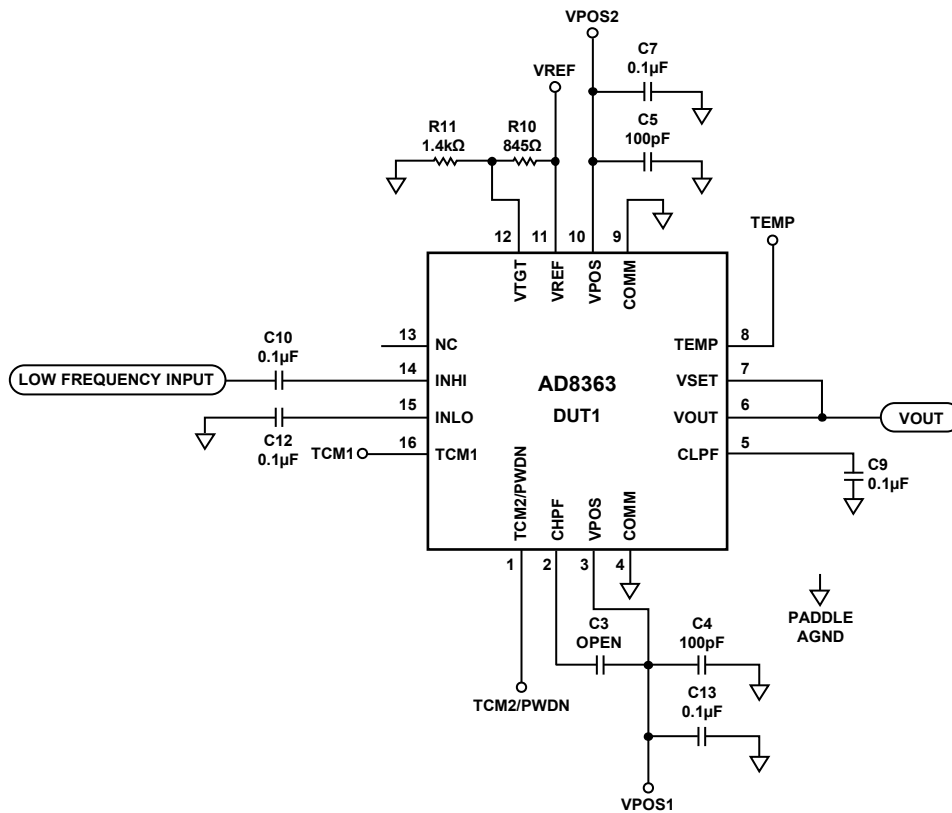 VPOS2
C7
0.1µF
VREF
C5
100pF
R11
1.4kΩ
R10
845Ω
TEMP
12 11 10 9
VTGT
VREF
VPOS
COMM
C10
0.1µF
13 NC
TEMP 8
LOW FREQUENCY INPUT
14 INHI
AD8363
VSET 7
15 INLO
DUT1
VOUT 6
VOUT
C12
0.1µF
TCM1
16 TCM1
CLPF 5
C9
0.1µF
TCM2/PWDN
CHPF
VPOS
COMM
1 2 3 4
PADDLE
AGND
C3
OPEN
C4
100pF
TCM2/PWDN
C13
0.1µF
VPOS1